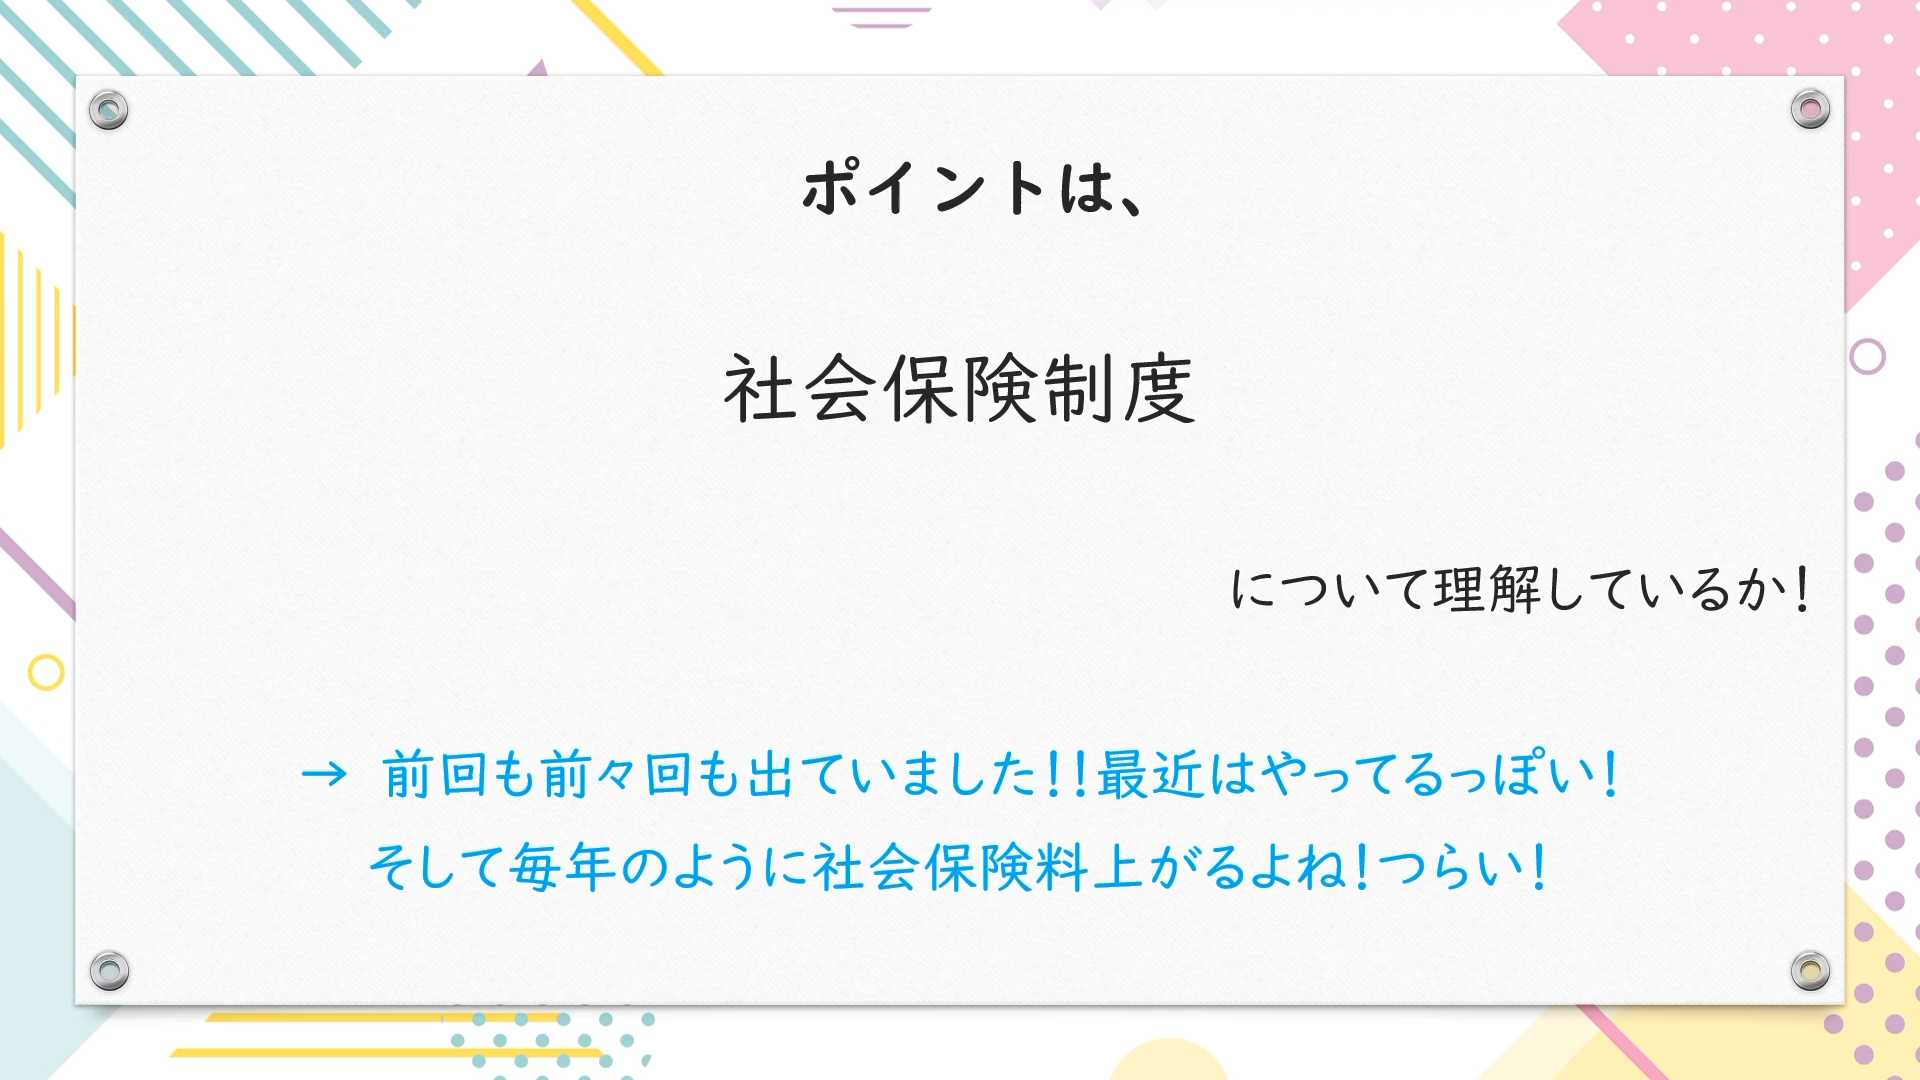 ポイントは、
社会保険制度
について理解しているか!
→ 前回も前々回も出ていました!!最近はやってるっぽい!
そして毎年のように社会保険料上がるよね!つらい!